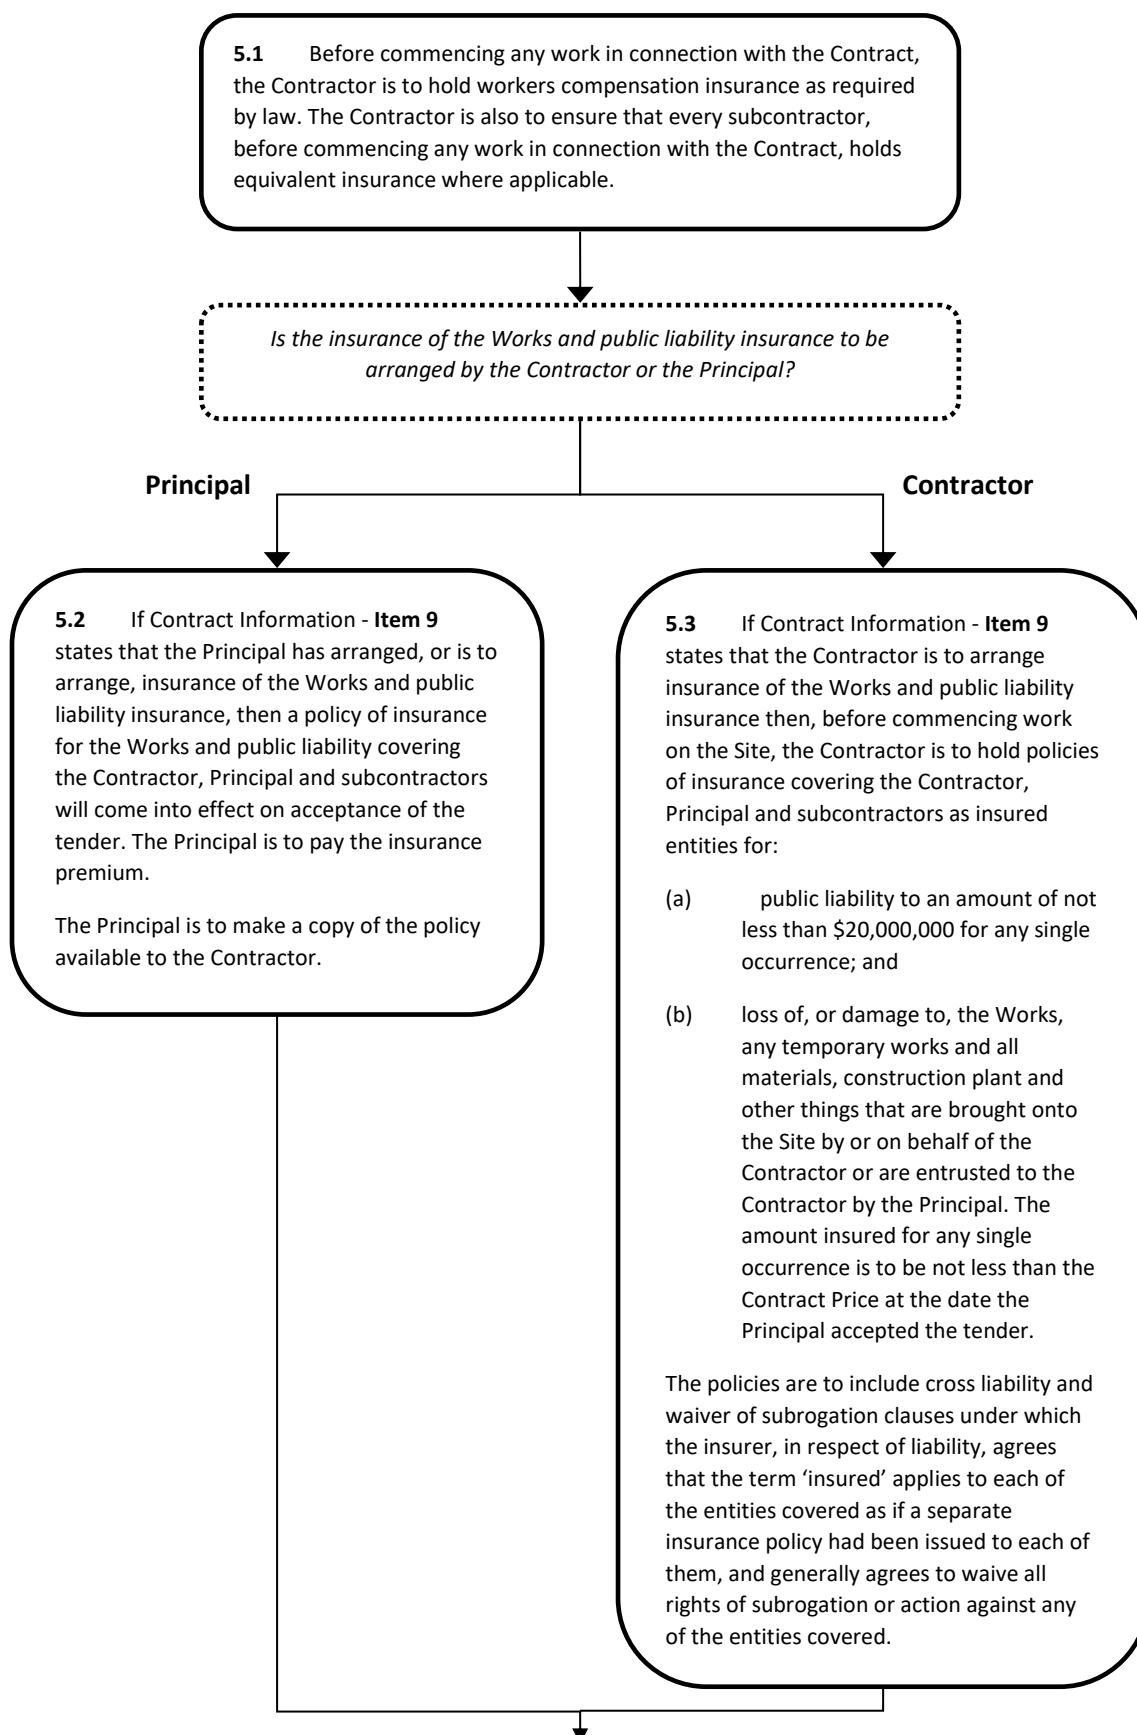 5.1 Before commencing any work in connection with the Contract,
the Contractor is to hold workers compensation insurance as required
by law. The Contractor is also to ensure that every subcontractor,
before commencing any work in connection with the Contract, holds
equivalent insurance where applicable.
Is the insurance of the Works and public liability insurance to be
arranged by the Contractor or the Principal?
Principal
Contractor
5.2 If Contract Information - Item 9
states that the Principal has arranged, or is to
arrange, insurance of the Works and public
liability insurance, then a policy of insurance
for the Works and public liability covering
the Contractor, Principal and subcontractors
will come into effect on acceptance of the
tender. The Principal is to pay the insurance
premium.
The Principal is to make a copy of the policy
available to the Contractor.
5.3 If Contract Information - Item 9
states that the Contractor is to arrange
insurance of the Works and public liability
insurance then, before commencing work
on the Site, the Contractor is to hold policies
of insurance covering the Contractor,
Principal and subcontractors as insured
entities for:
(a) public liability to an amount of not
less than $20,000,000 for any single
occurrence; and
(b) loss of, or damage to, the Works,
any temporary works and all
materials, construction plant and
other things that are brought onto
the Site by or on behalf of the
Contractor or are entrusted to the
Contractor by the Principal. The
amount insured for any single
occurrence is to be not less than the
Contract Price at the date the
Principal accepted the tender.
The policies are to include cross liability and
waiver of subrogation clauses under which
the insurer, in respect of liability, agrees
that the term ‘insured’ applies to each of
the entities covered as if a separate
insurance policy had been issued to each of
them, and generally agrees to waive all
rights of subrogation or action against any
of the entities covered.